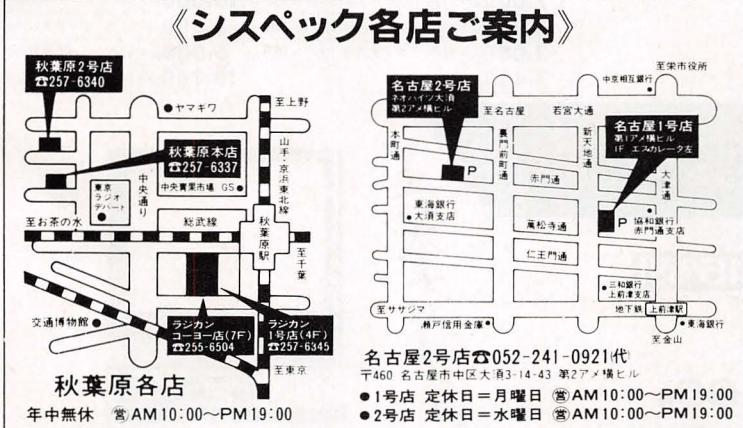 《シスペック各店ご案内》
秋葉原2号店
☎257-6340
●ヤマギワ
至上野
秋葉原本店
☎257-6337
山手・京浜東北線
東京
ラジオ
デパート
中央通り
中央青果市場 GS●
至お茶の水
総武線
秋葉原駅
至千葉
交通博物館●
ラジカン
コーヨー店(7F)
☎255-6504
ラジカン
1号店(4F)
☎257-6345
至東京
秋葉原各店
年中無休 営AM10:00〜PM19:00
至栄市役所
中京相互銀行
名古屋2号店
ネオハイツ大須
第2アメ横ビル
至名古屋
若宮大通
名古屋1号店
第1アメ横ビル
1F エスカレータ左
本町通
裏門前町通
新天地通
大津通
P
赤門通
東海銀行
●大須支店
萬松寺通
P
協和銀行
赤門通支店
仁王門通
●三和銀行
上前津支店
至ササジマ
地下鉄
上前津駅
瀬戸信用金庫●
●東海銀行
至金山
名古屋2号店☎052-241-0921(代)
〒460 名古屋市中区大須3-14-43 第2アメ横ビル
●1号店 定休日=月曜日 営AM10:00〜PM19:00
●2号店 定休日=水曜日 営AM10:00〜PM19:00